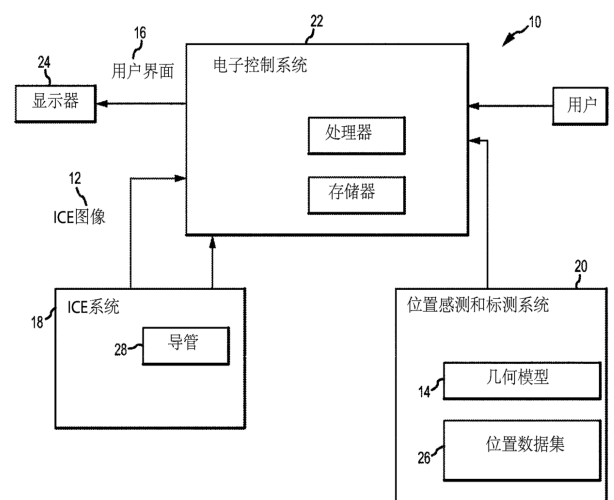 16
22
10
24
用户界面
电子控制系统
显示器
用户
处理器
12
存储器
ICE图像
20
18
ICE系统
位置感测和标测系统
28
导管
14
几何模型
26
位置数据集